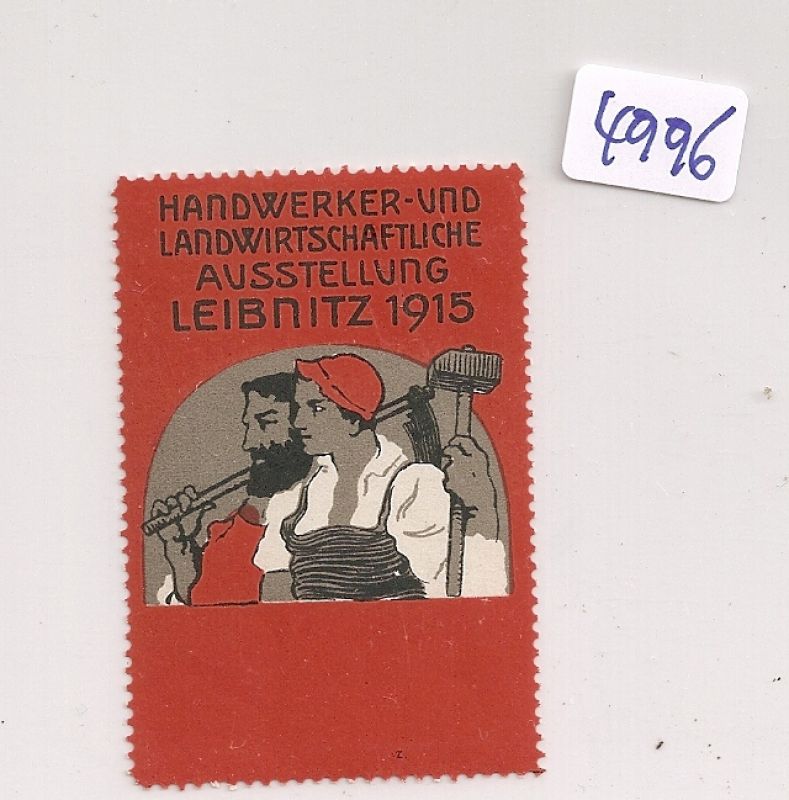 4996
HANDWERKER-UND
LANDWIRTSCHAFTLICHE
AUSSTELLUNG
LEIBNITZ 1915
Z.